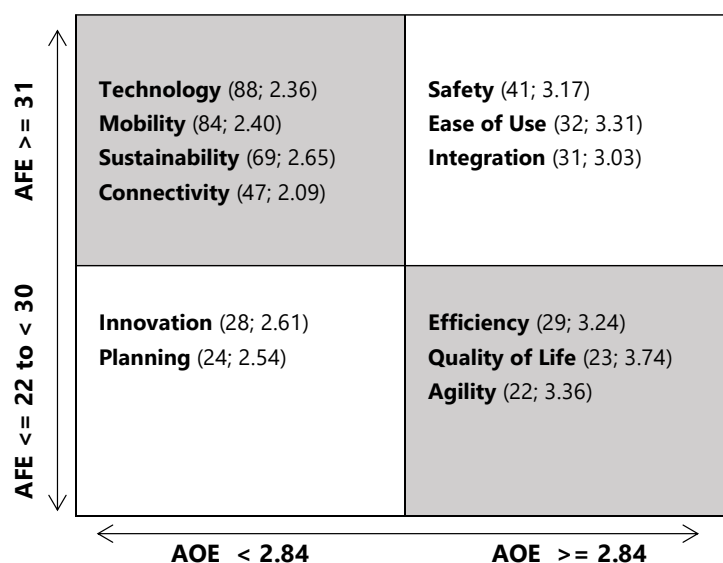 AFE >= 31
Technology (88; 2.36)
Mobility (84; 2.40)
Sustainability (69; 2.65)
Connectivity (47; 2.09)
Safety (41; 3.17)
Ease of Use (32; 3.31)
Integration (31; 3.03)
AFE <= 22 to < 30
Innovation (28; 2.61)
Planning (24; 2.54)
Efficiency (29; 3.24)
Quality of Life (23; 3.74)
Agility (22; 3.36)
AOE < 2.84
AOE >= 2.84